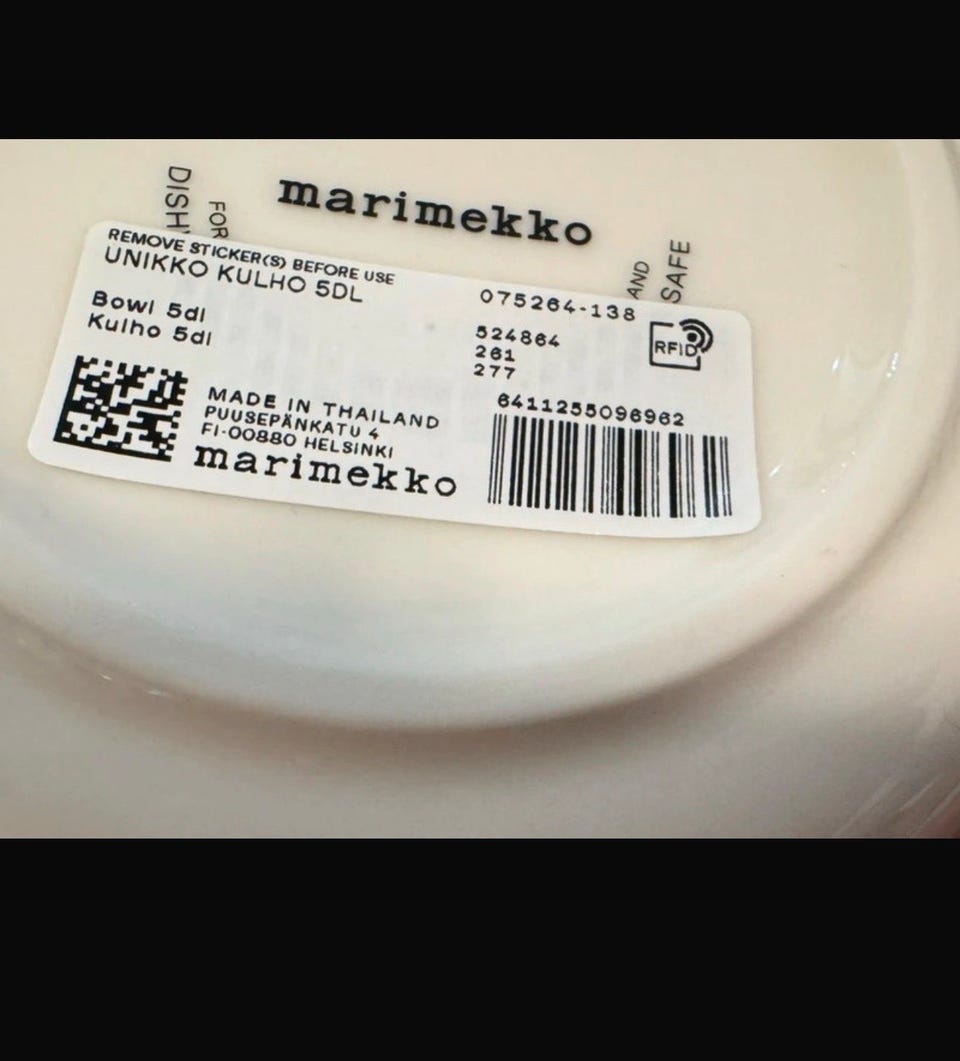 marimekko
DISH
FOR
AND
SAFE
REMOVE STICKER(S) BEFORE USE
UNIKKO KULHO 5DL
075264-138
Bowl 5dl
Kulho 5dl
524864
261
277
RFID
6411255096962
MADE IN THAILAND
PUUSEPÄNKATU 4
FI-00880 HELSINKI
marimekko